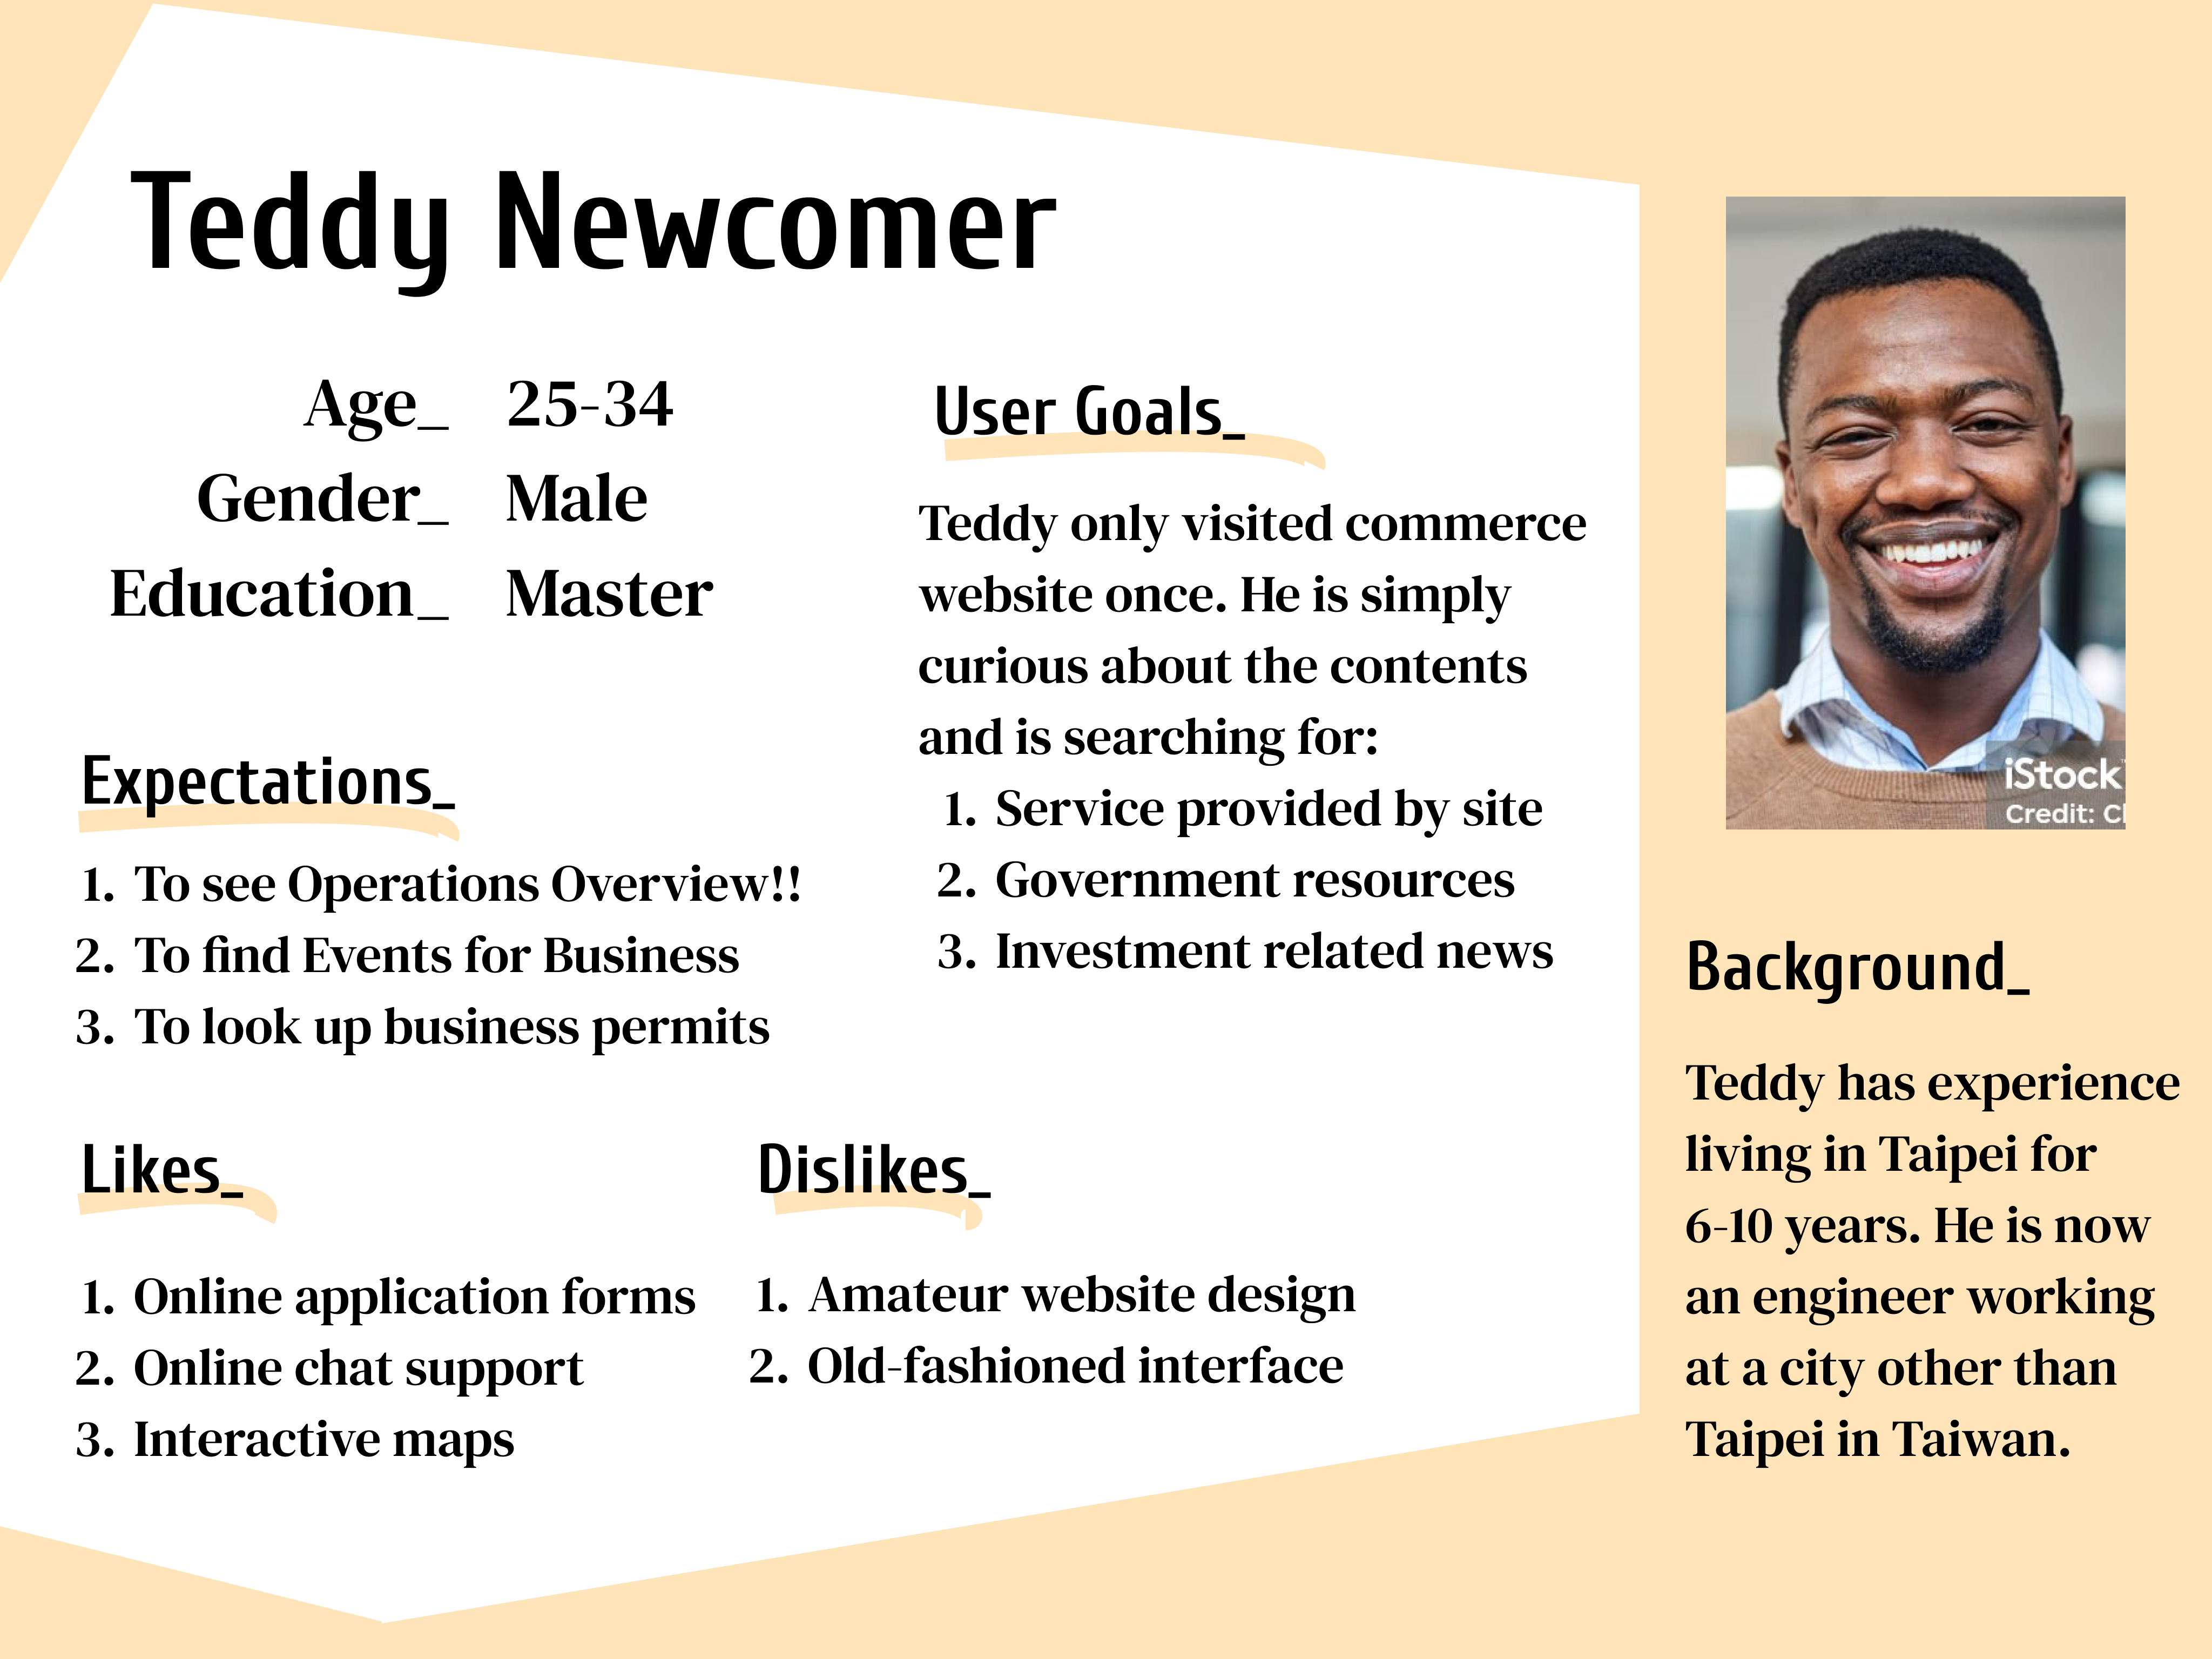 Teddy Newcomer
Age_ 25-34
Gender_ Male
Education_ Master
Expectations_
1. To see Operations Overview!!
2. To find Events for Business
3. To look up business permits
User Goals_
Teddy only visited commerce
website once. He is simply
curious about the contents
and is searching for:
1. Service provided by site
2. Government resources
3. Investment related news
Likes_
1. Online application forms
2. Online chat support
3. Interactive maps
Dislikes_
1. Amateur website design
2. Old-fashioned interface
iStock
Credit:
Background_
Teddy has experience
living in Taipei for
6-10 years. He is now
an engineer working
at a city other than
Taipei in Taiwan.